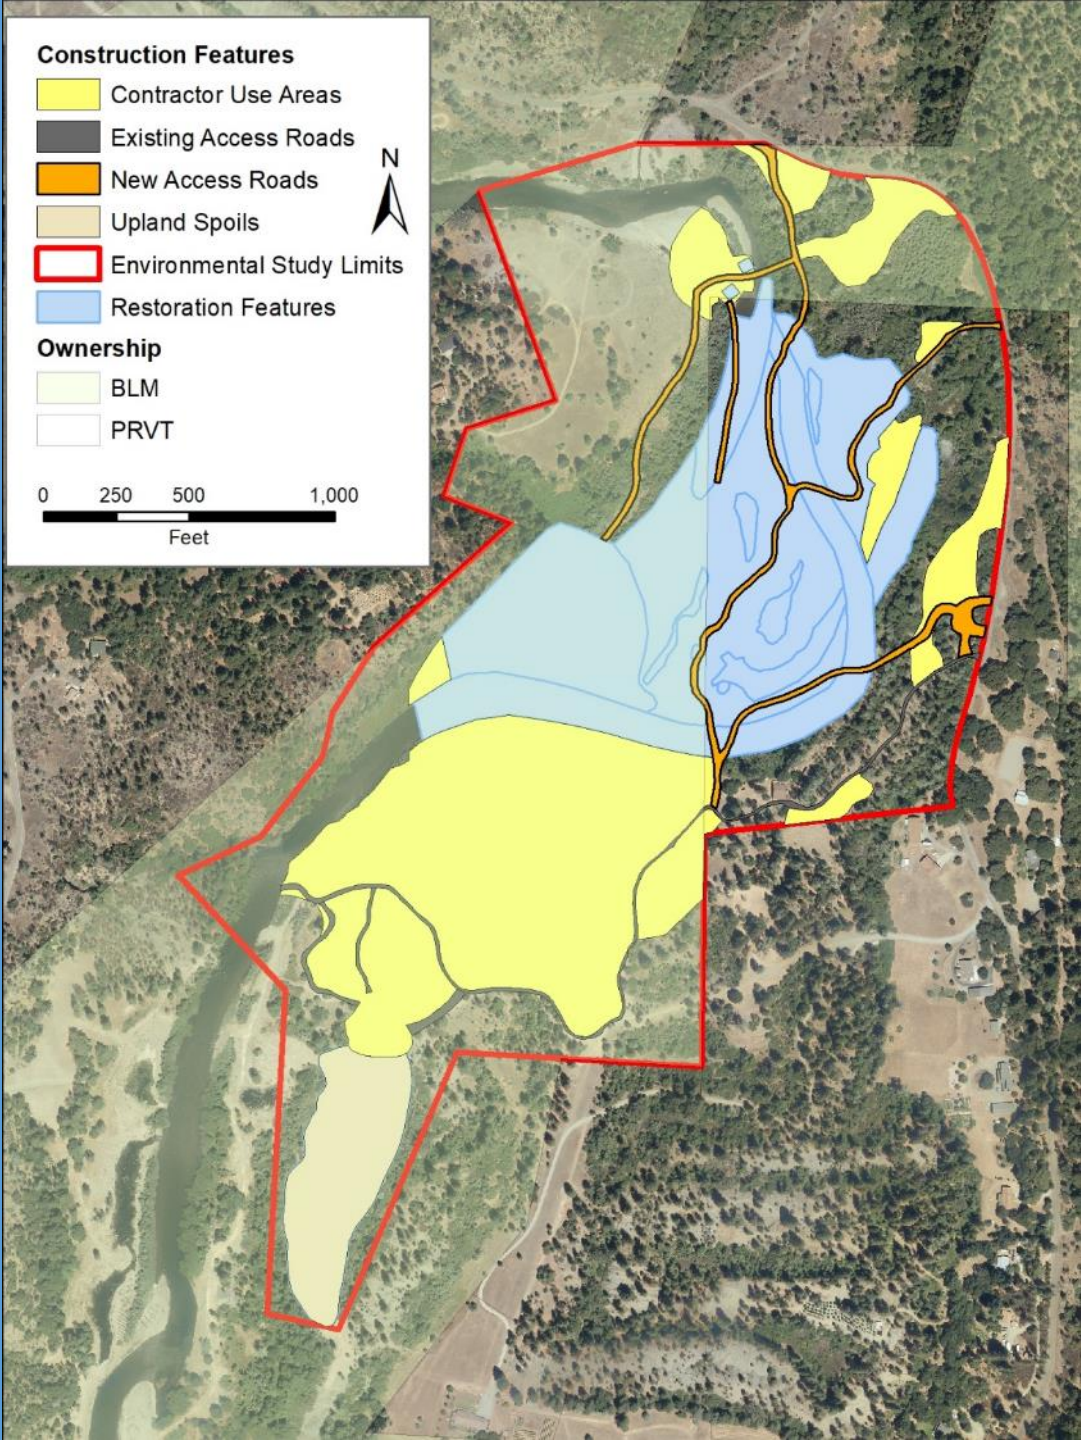 Construction Features
Contractor Use Areas
Existing Access Roads
New Access Roads
Upland Spoils
Environmental Study Limits
Restoration Features
Ownership
BLM
PRVT
N
0 250 500 1,000
Feet